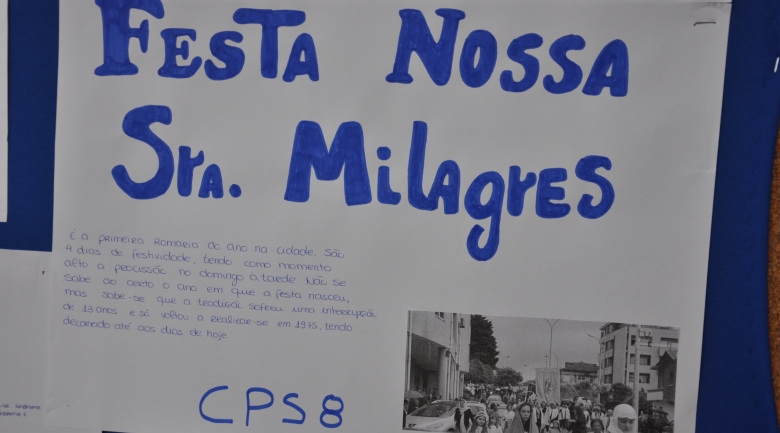 FESTA NOSSA
Sra. Milagres
É a primeira Romaria do ano na cidade. São
4 dias de festividade, tendo como momento
alto a procissão no domingo à tarde. Não se
sabe ao certo o ano em que a festa nasceu,
mas sabe-se que a tradição sofreu uma interrupção
de 13 anos e só voltou a realizar-se em 1975, tendo
decorrido até aos dias de hoje
CPS8